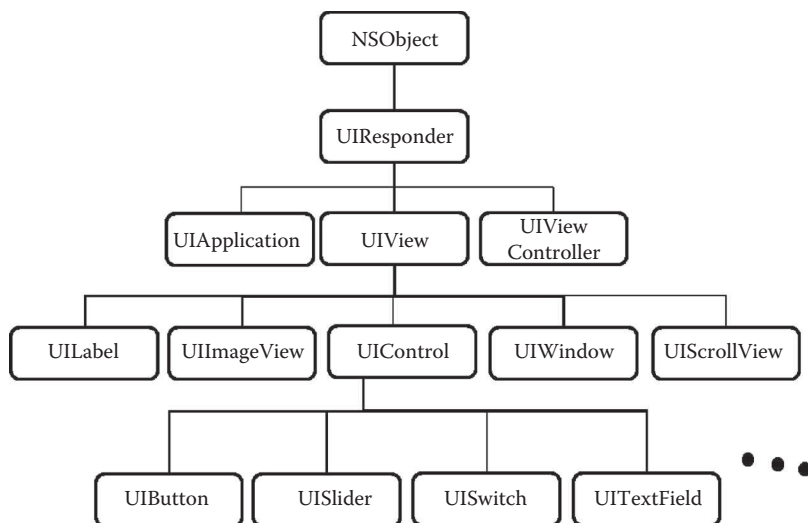 NSObject
UIResponder
UIApplication
UIView
UIView
Controller
UILabel
UIImageView
UIControl
UIWindow
UIScrollView
UIButton
UISlider
UISwitch
UITextField